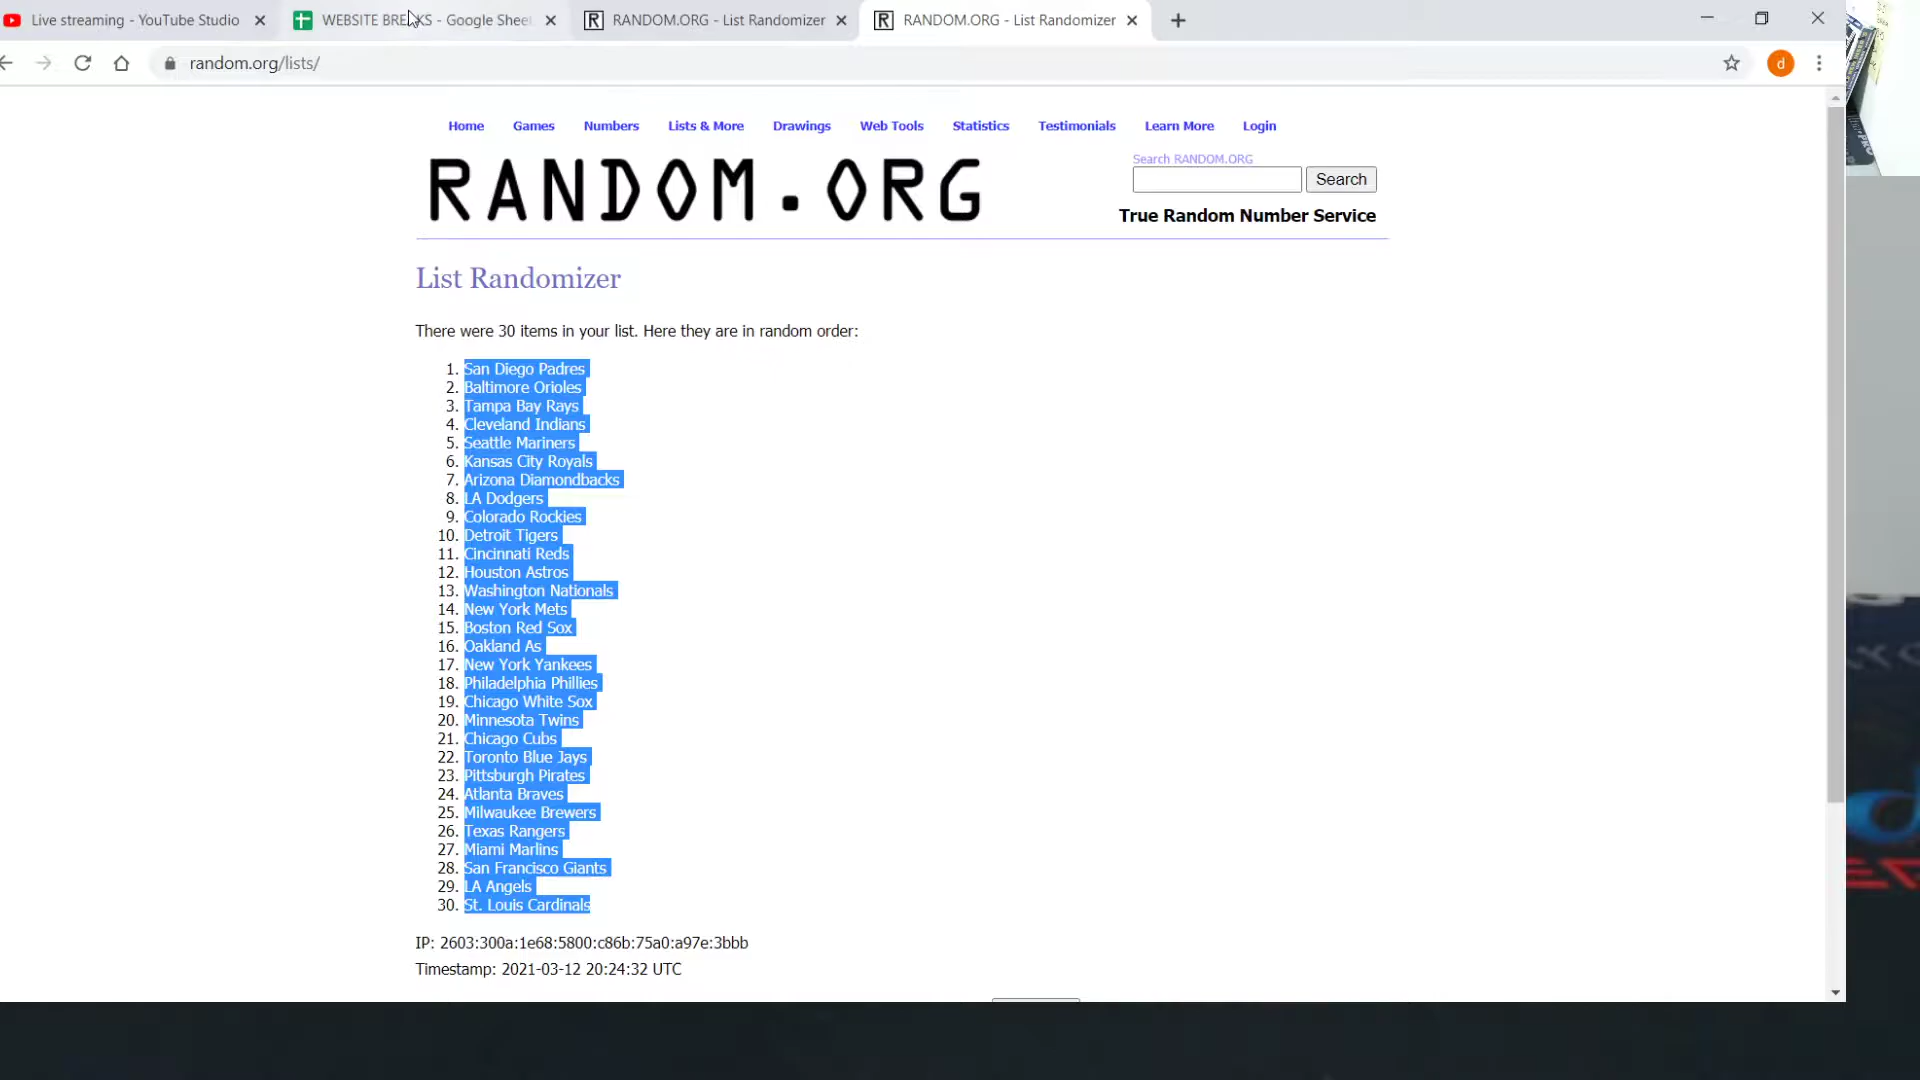 Live streaming - YouTube Studio
WEBSITE BREAKS - Google Shee
RANDOM.ORG - List Randomizer
RANDOM.ORG - List Randomizer
random.org/lists/
d
Home Games Numbers Lists & More Drawings Web Tools Statistics Testimonials Learn More Login
RANDOM.ORG
Search RANDOM.ORG
Search
True Random Number Service
List Randomizer
There were 30 items in your list. Here they are in random order:
1. San Diego Padres
2. Baltimore Orioles
3. Tampa Bay Rays
4. Cleveland Indians
5. Seattle Mariners
6. Kansas City Royals
7. Arizona Diamondbacks
8. LA Dodgers
9. Colorado Rockies
10. Detroit Tigers
11. Cincinnati Reds
12. Houston Astros
13. Washington Nationals
14. New York Mets
15. Boston Red Sox
16. Oakland As
17. New York Yankees
18. Philadelphia Phillies
19. Chicago White Sox
20. Minnesota Twins
21. Chicago Cubs
22. Toronto Blue Jays
23. Pittsburgh Pirates
24. Atlanta Braves
25. Milwaukee Brewers
26. Texas Rangers
27. Miami Marlins
28. San Francisco Giants
29. LA Angels
30. St. Louis Cardinals
IP: 2603:300a:1e68:5800:c86b:75a0:a97e:3bbb
Timestamp: 2021-03-12 20:24:32 UTC